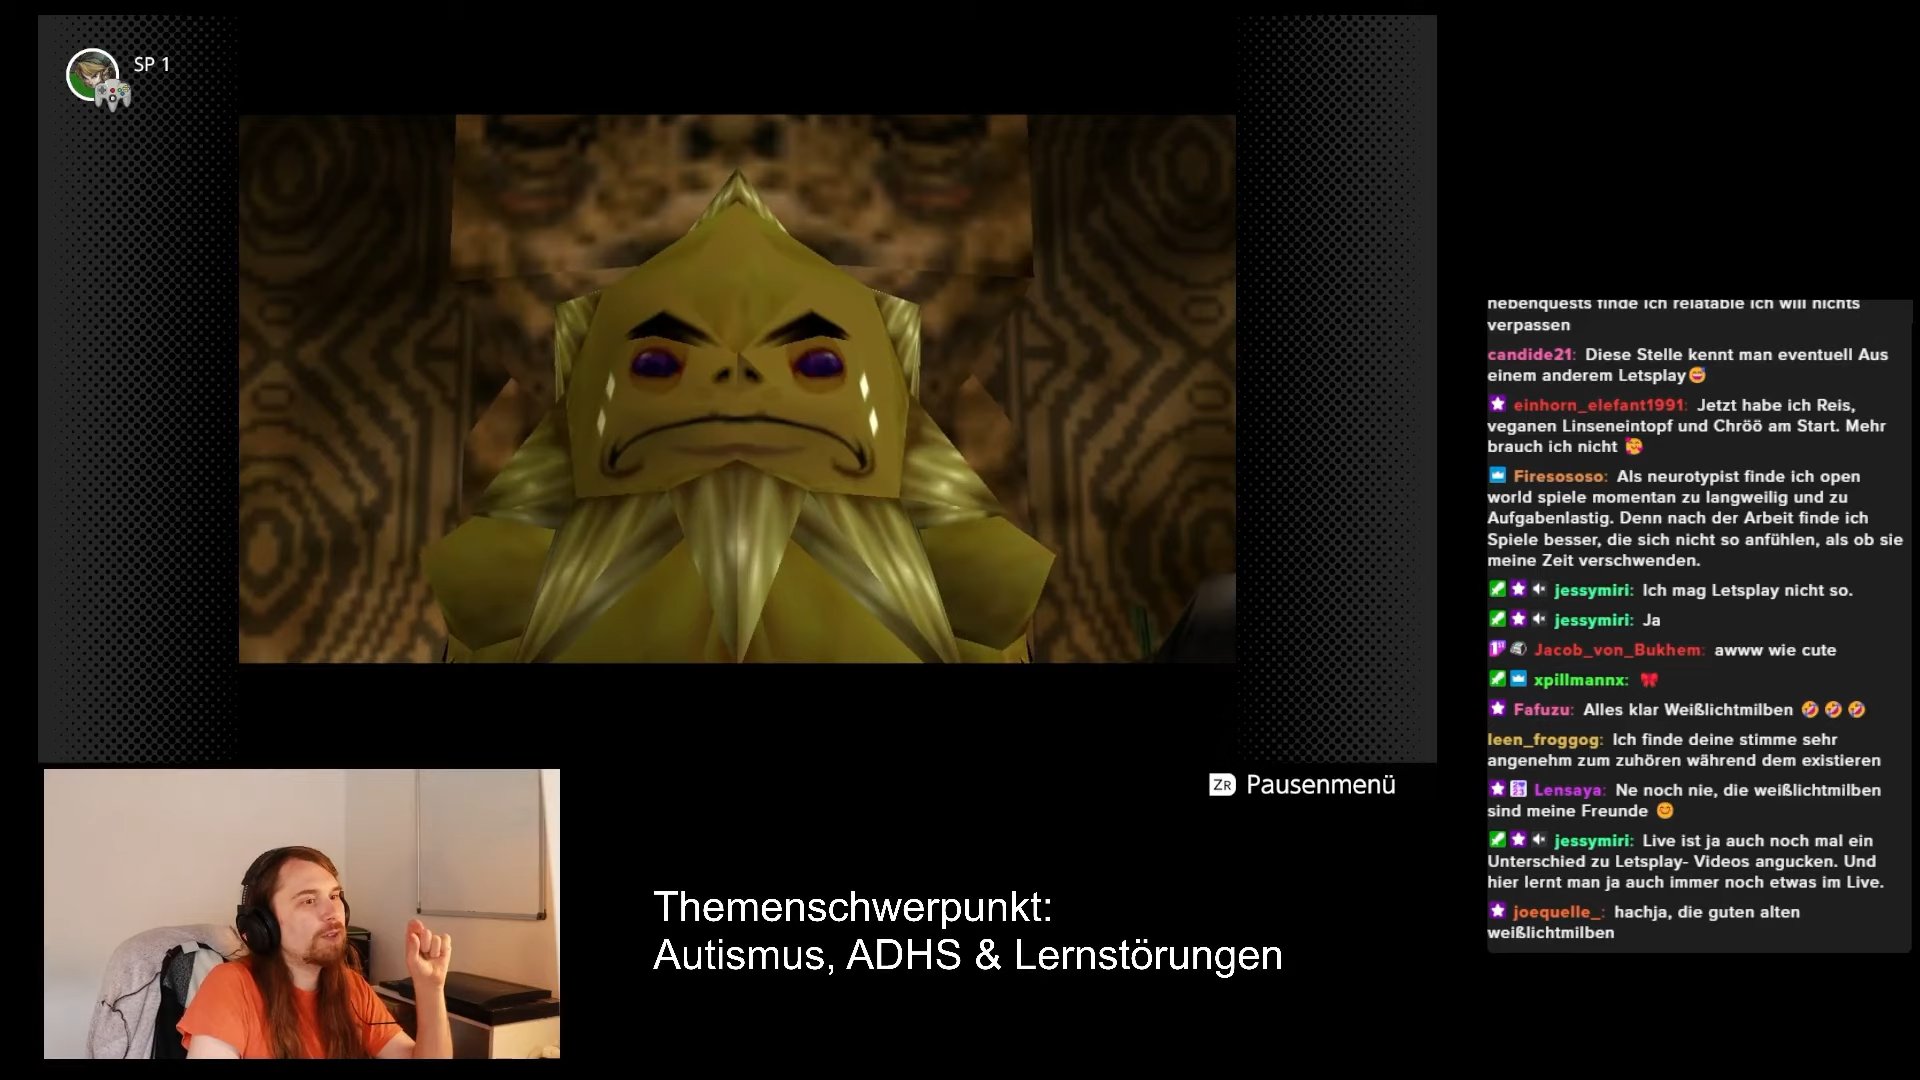 SP 1
nebenquests finde ich relatable ich will nichts
verpassen
candide21: Diese Stelle kennt man eventuell Aus
einem anderem Letsplay😅
einhorn_elefant1991: Jetzt habe ich Reis,
veganen Linseneintopf und Chröö am Start. Mehr
brauch ich nicht 🥰
Firesososo: Als neurotypist finde ich open
world spiele momentan zu langweilig und zu
Aufgabenlastig. Denn nach der Arbeit finde ich
Spiele besser, die sich nicht so anfühlen, als ob sie
meine Zeit verschwenden.
jessymiri: Ich mag Letsplay nicht so.
jessymiri: Ja
Jacob_von_Bukhem: awww wie cute
xpillmannx: 🎀
Fafuzu: Alles klar Weißlichtmilben 🤣 🤣 🤣
leen_froggog: Ich finde deine stimme sehr
angenehm zum zuhören während dem existieren
Lensaya: Ne noch nie, die weißlichtmilben
sind meine Freunde 😊
jessymiri: Live ist ja auch noch mal ein
Unterschied zu Letsplay- Videos angucken. Und
hier lernt man ja auch immer noch etwas im Live.
joequelle_: hachja, die guten alten
weißlichtmilben
ZR Pausenmenü
Themenschwerpunkt:
Autismus, ADHS & Lernstörungen